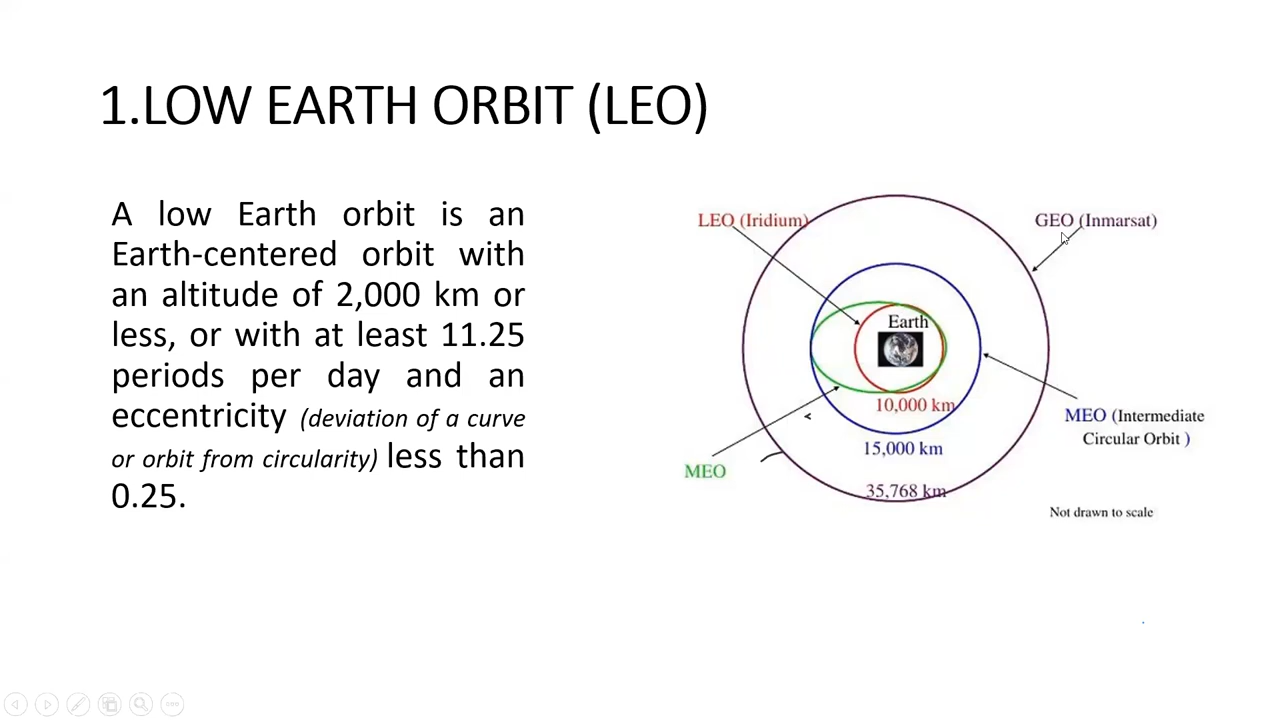 1.LOW EARTH ORBIT (LEO)
A low Earth orbit is an
Earth-centered orbit with
an altitude of 2,000 km or
less, or with at least 11.25
periods per day and an
eccentricity (deviation of a curve
or orbit from circularity) less than
0.25.
LEO (Iridium)
GEO (Inmarsat)
Earth
10,000 km
MEO (Intermediate
Circular Orbit )
15,000 km
MEO
35,768 km
Not drawn to scale